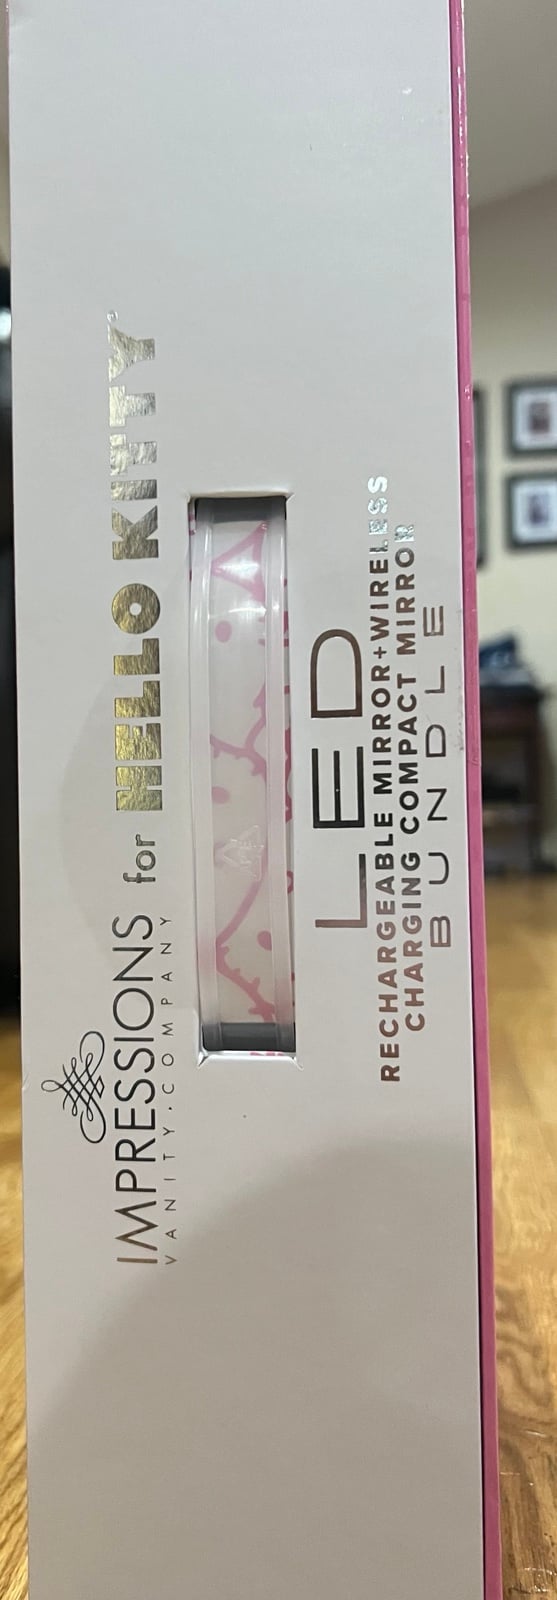 IMPRESSIONS for HELLO KITTY®
VANITY.COMPANY
LED
RECHARGEABLE MIRROR+WIRELESS
CHARGING COMPACT MIRROR
BUNDLE